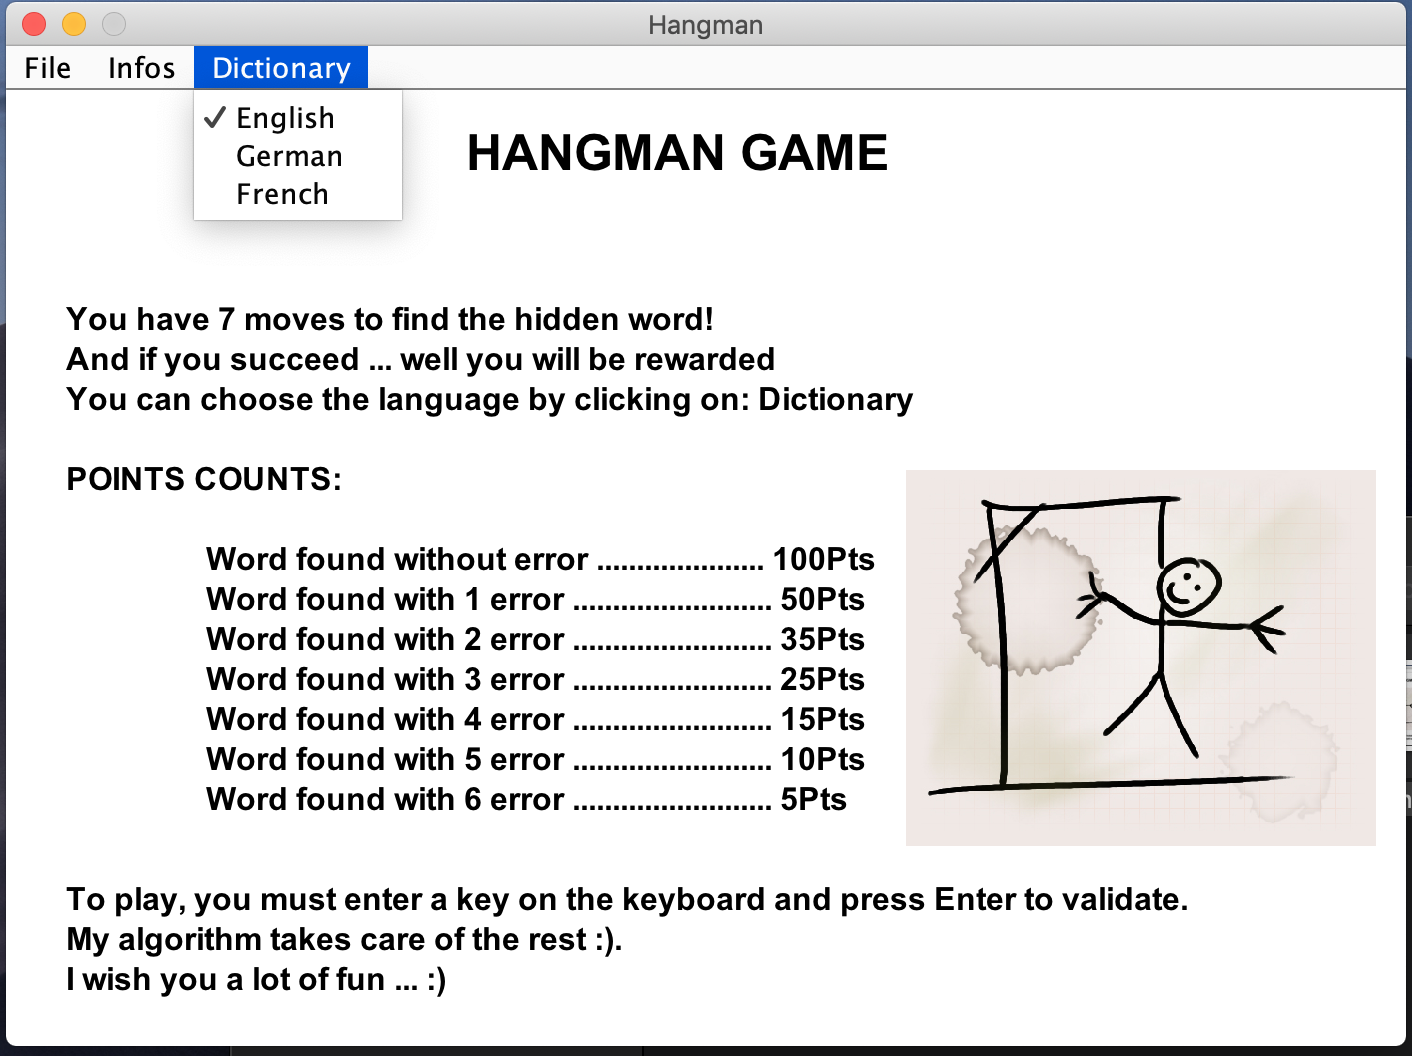 Hangman
File Infos Dictionary
✓ English
German
French
HANGMAN GAME
You have 7 moves to find the hidden word!
And if you succeed ... well you will be rewarded
You can choose the language by clicking on: Dictionary
POINTS COUNTS:
Word found without error ..................... 100Pts
Word found with 1 error ......................... 50Pts
Word found with 2 error ......................... 35Pts
Word found with 3 error ......................... 25Pts
Word found with 4 error ......................... 15Pts
Word found with 5 error ......................... 10Pts
Word found with 6 error ......................... 5Pts
To play, you must enter a key on the keyboard and press Enter to validate.
My algorithm takes care of the rest :).
I wish you a lot of fun ... :)